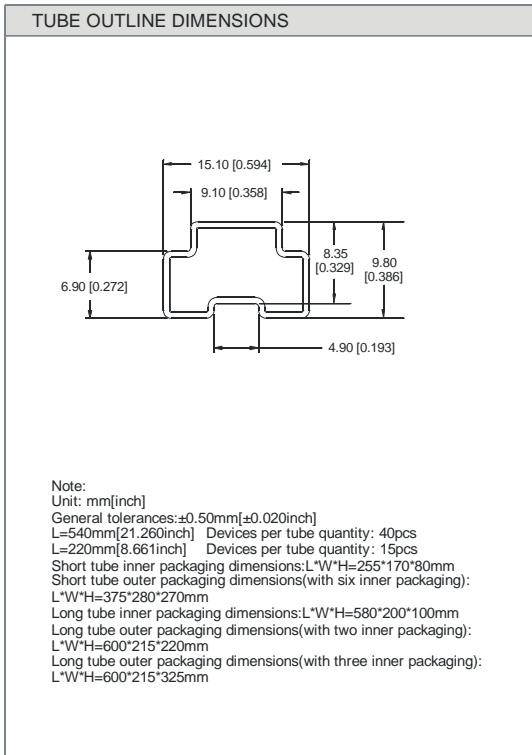 TUBE OUTLINE DIMENSIONS
15.10 [0.594]
9.10 [0.358]
8.35
[0.329]
9.80
[0.386]
6.90 [0.272]
4.90 [0.193]
Note:
Unit: mm[inch]
General tolerances:±0.50mm[±0.020inch]
L=540mm[21.260inch] Devices per tube quantity: 40pcs
L=220mm[8.661inch] Devices per tube quantity: 15pcs
Short tube inner packaging dimensions:L*W*H=255*170*80mm
Short tube outer packaging dimensions(with six inner packaging):
L*W*H=375*280*270mm
Long tube inner packaging dimensions:L*W*H=580*200*100mm
Long tube outer packaging dimensions(with two inner packaging):
L*W*H=600*215*220mm
Long tube outer packaging dimensions(with three inner packaging):
L*W*H=600*215*325mm